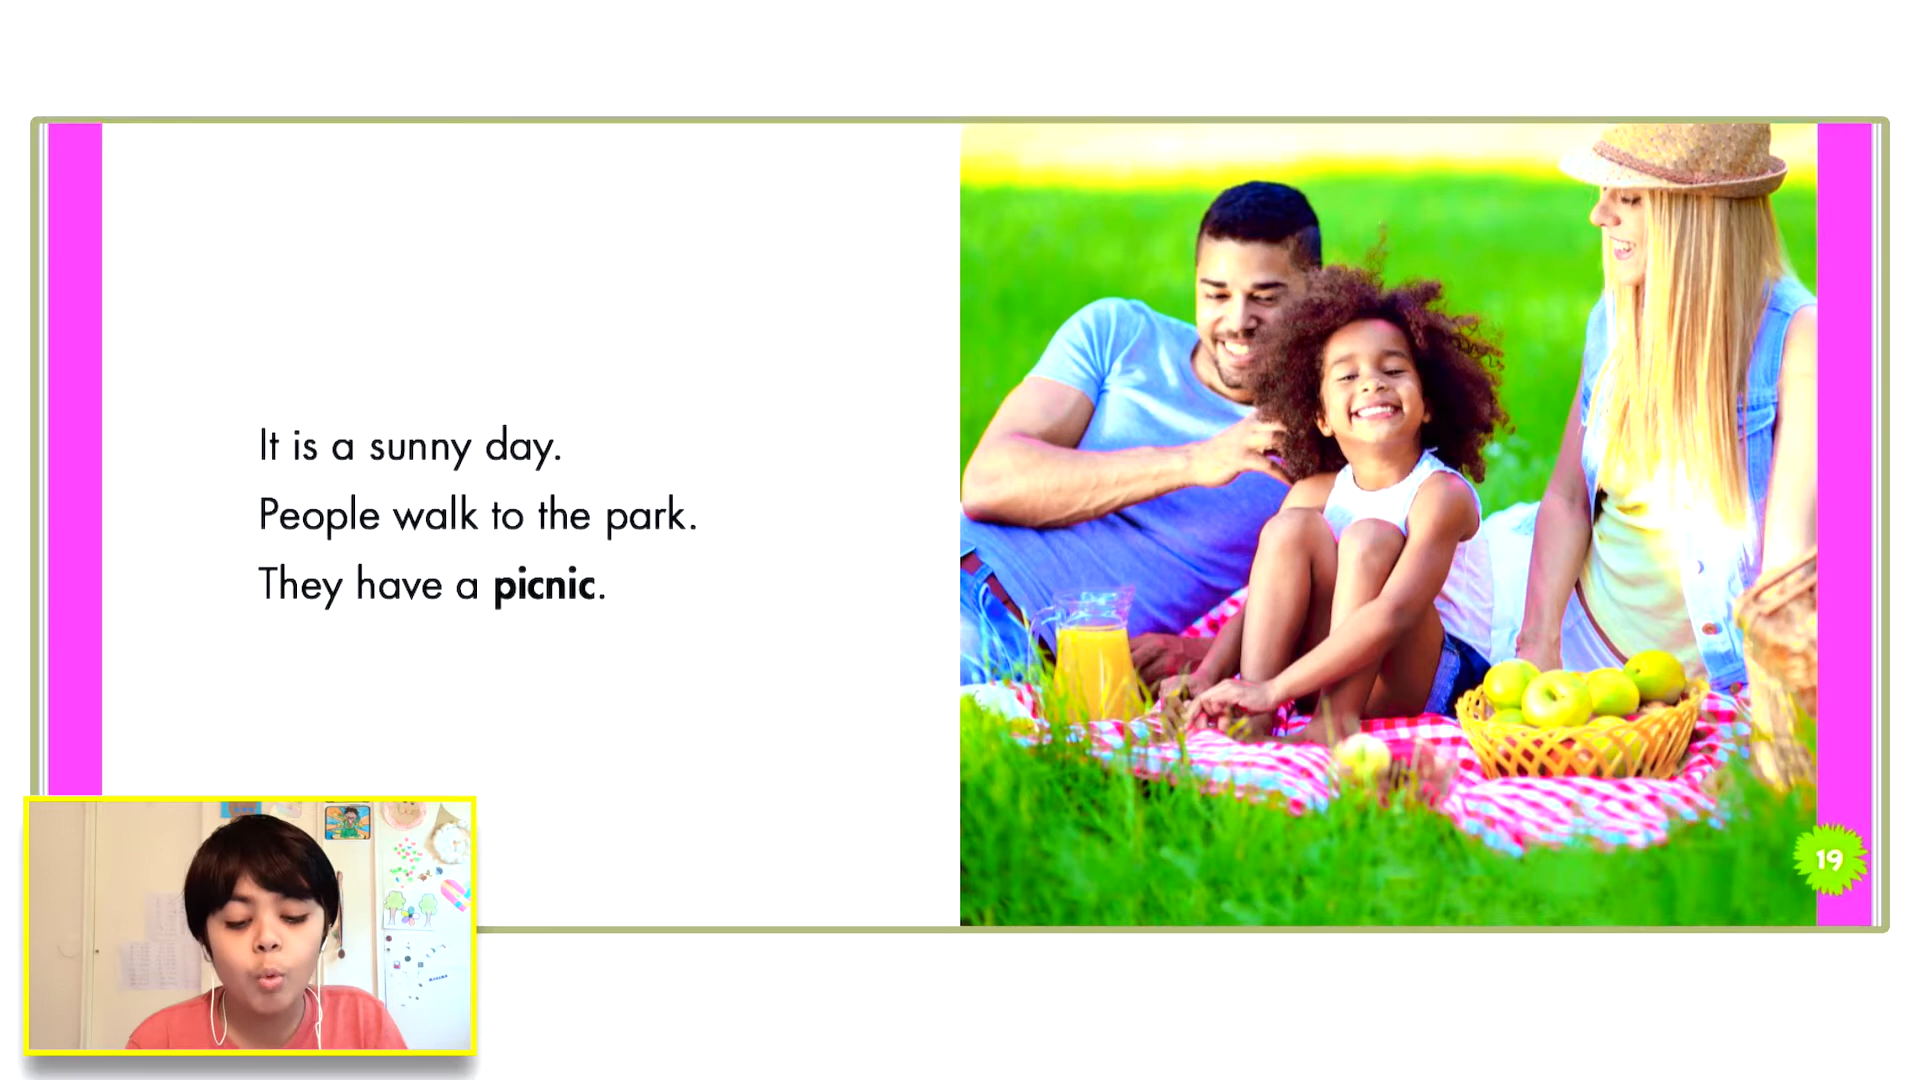 It is a sunny day.
People walk to the park.
They have a picnic.
19